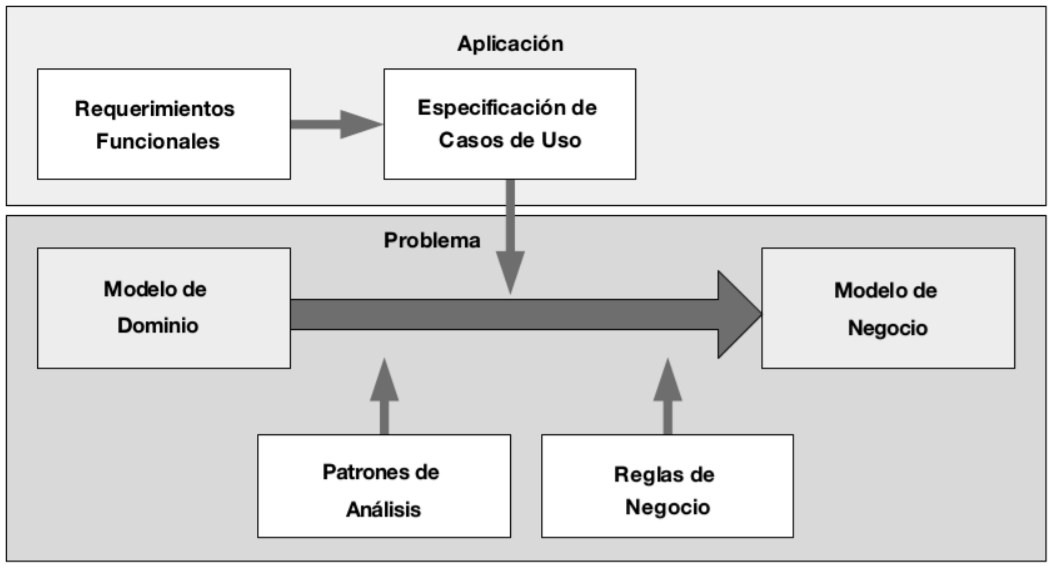 Aplicación
Requerimientos
Funcionales
Especificación de
Casos de Uso
Problema
Modelo de
Dominio
Modelo de
Negocio
Patrones de
Análisis
Reglas de
Negocio